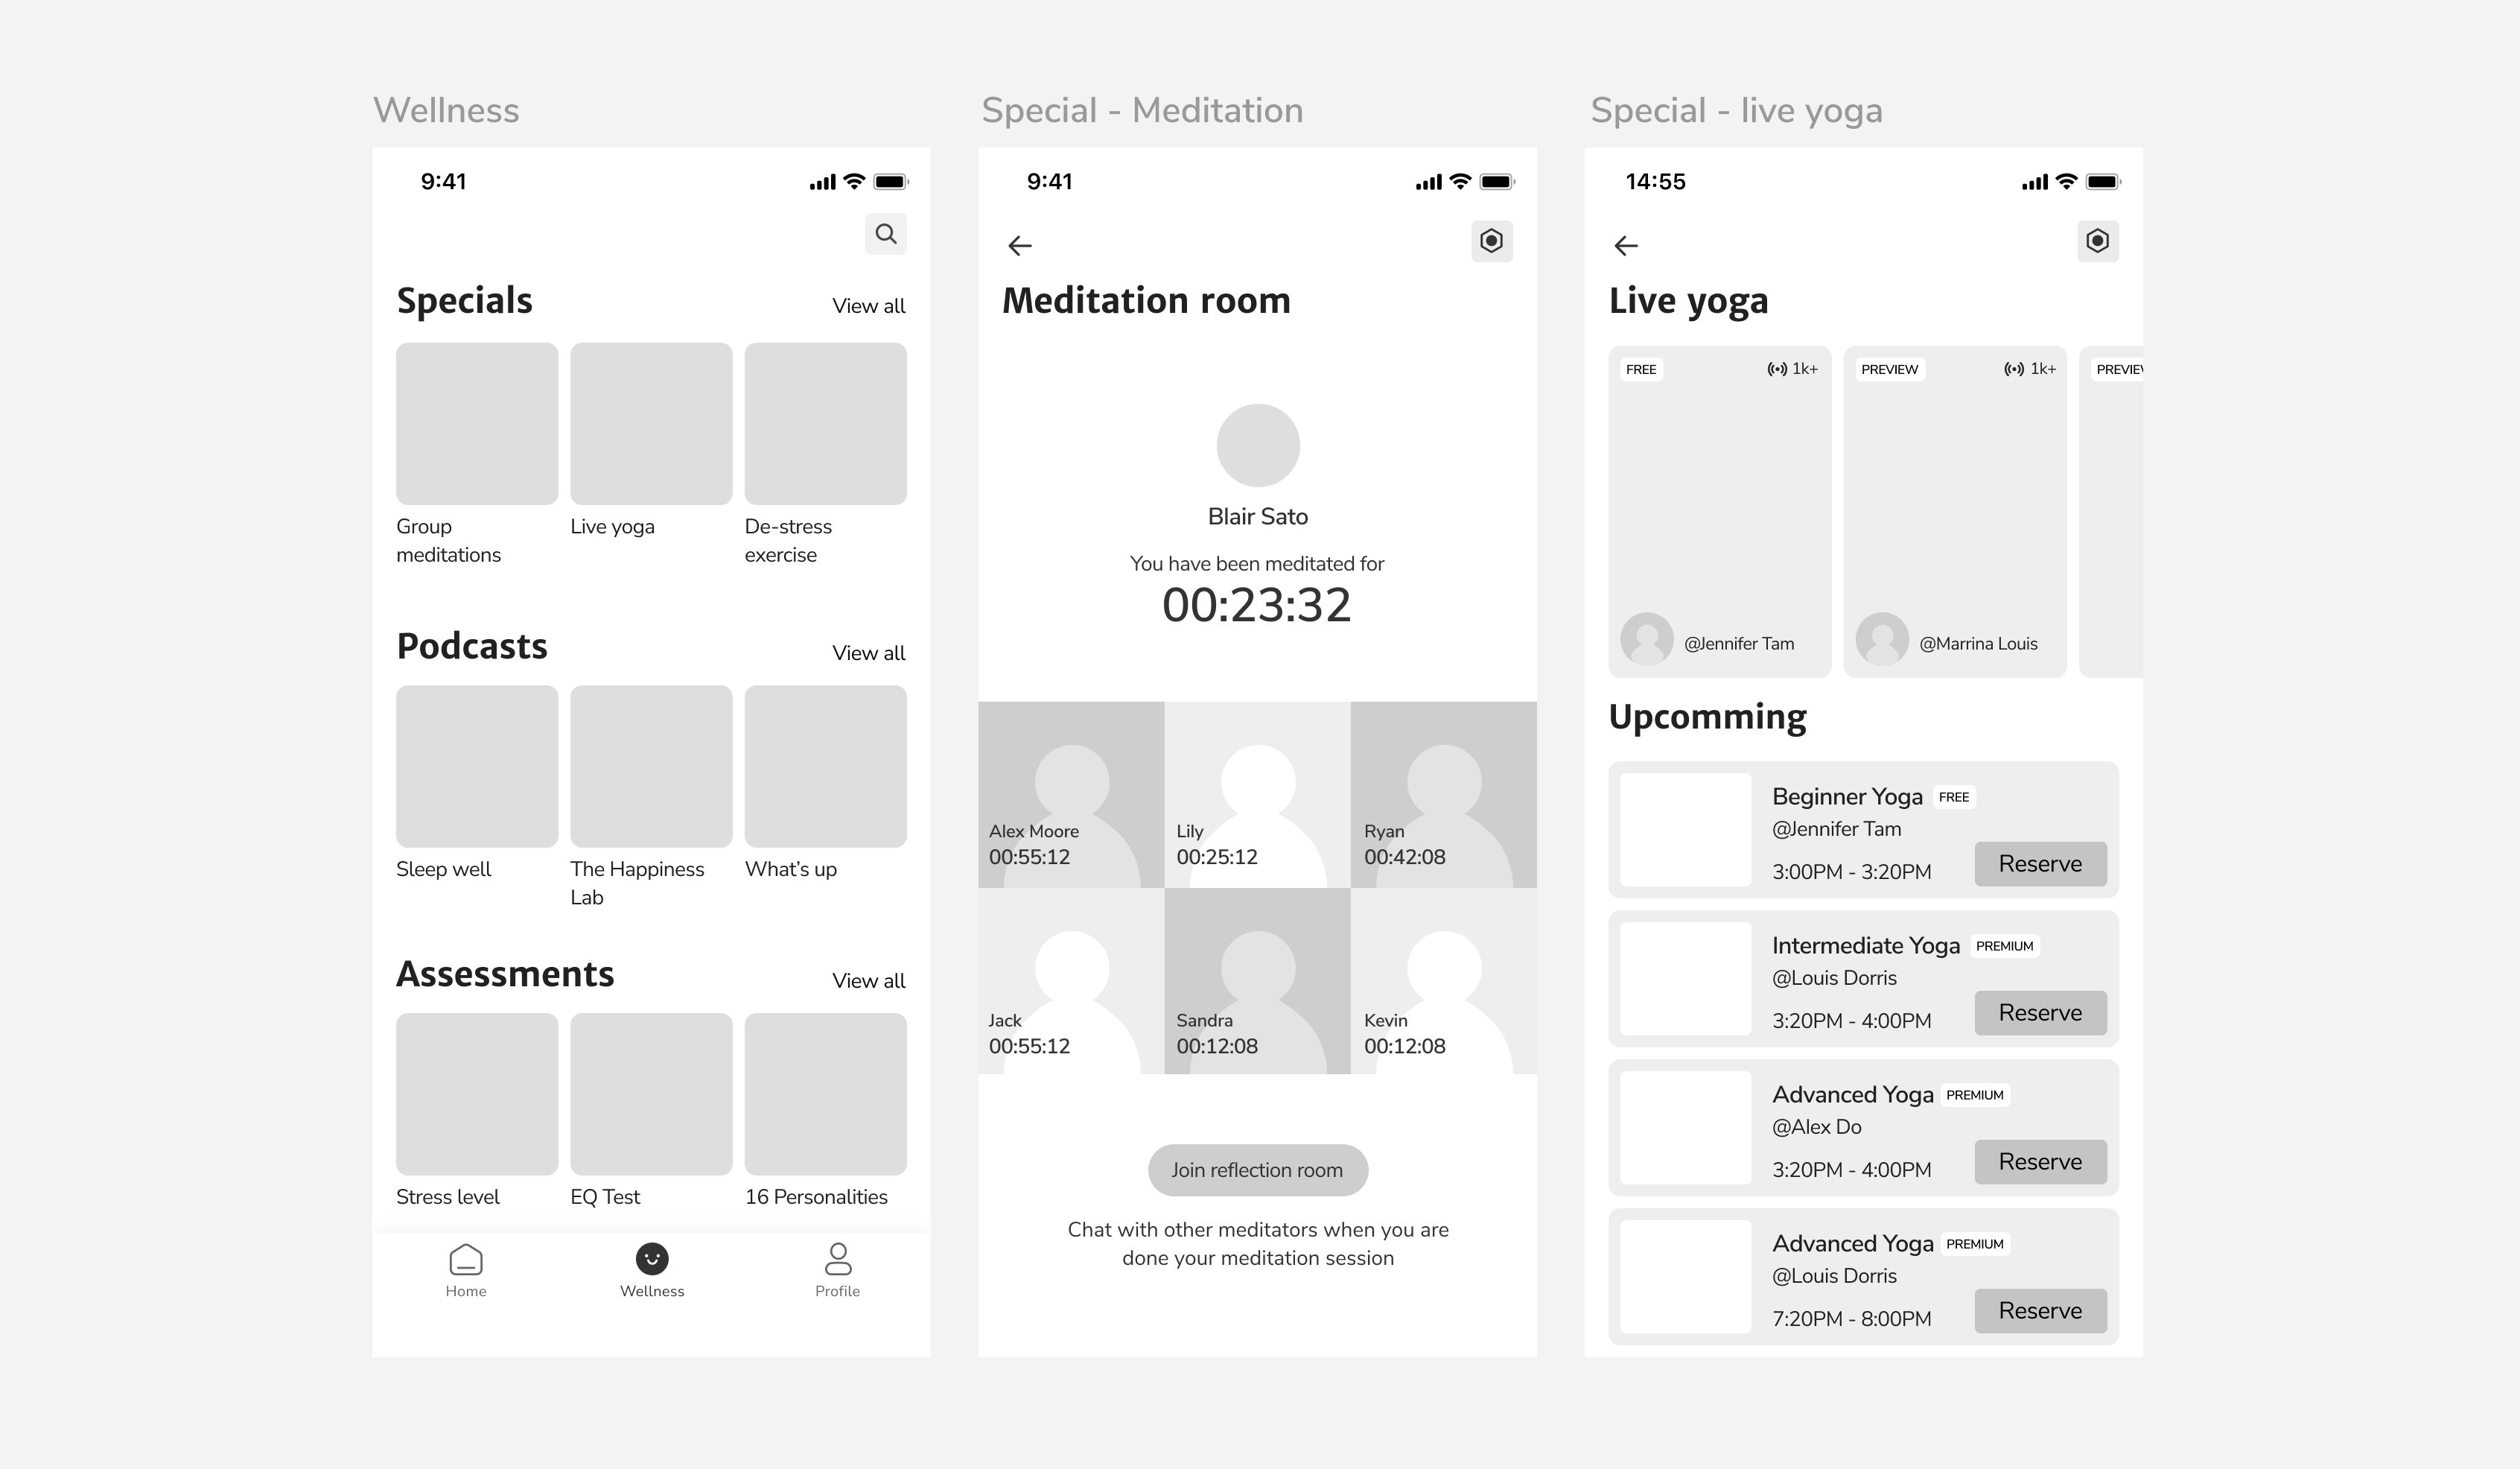 Wellness
9:41
Specials
View all
Group
meditations
Live yoga
De-stress
exercise
Podcasts
View all
Sleep well
The Happiness
Lab
What's up
Assessments
View all
Stress level
EQ Test
16 Personalities
Home
Wellness
Profile
Special - Meditation
9:41
Meditation room
Blair Sato
You have been meditated for
00:23:32
Alex Moore
00:55:12
Lily
00:25:12
Ryan
00:42:08
Jack
00:55:12
Sandra
00:12:08
Kevin
00:12:08
Join reflection room
Chat with other meditators when you are
done your meditation session
Special - live yoga
14:55
Live yoga
FREE
1k+
@Jennifer Tam
PREVIEW
1k+
@Marrina Louis
Upcomming
Beginner Yoga FREE
@Jennifer Tam
3:00PM - 3:20PM
Reserve
Intermediate Yoga PREMIUM
@Louis Dorris
3:20PM - 4:00PM
Reserve
Advanced Yoga PREMIUM
@Alex Do
3:20PM - 4:00PM
Reserve
Advanced Yoga PREMIUM
@Louis Dorris
7:20PM - 8:00PM
Reserve